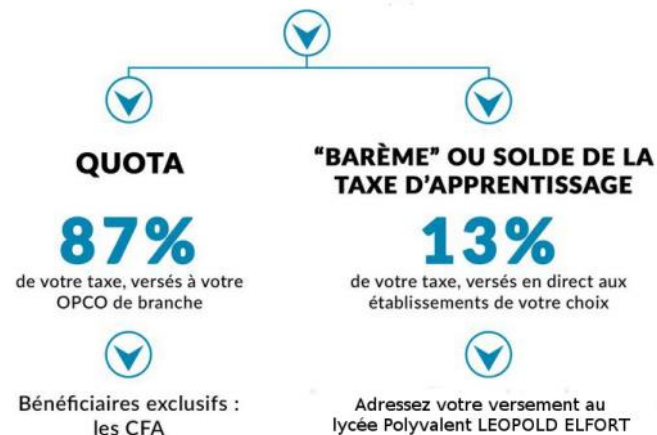 QUOTA
87%
de votre taxe, versés à votre
OPCO de branche
Bénéficiaires exclusifs :
les CFA
“BARÈME” OU SOLDE DE LA
TAXE D’APPRENTISSAGE
13%
de votre taxe, versés en direct aux
établissements de votre choix
Adressez votre versement au
lycée Polyvalent LEOPOLD ELFORT